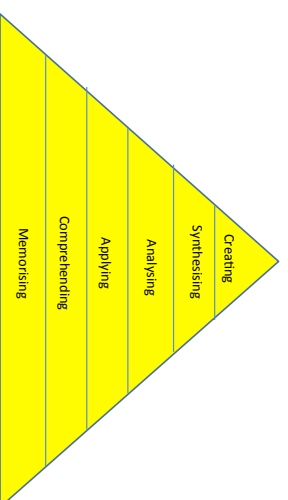 Creating
Synthesising
Analysing
Applying
Comprehending
Memorising